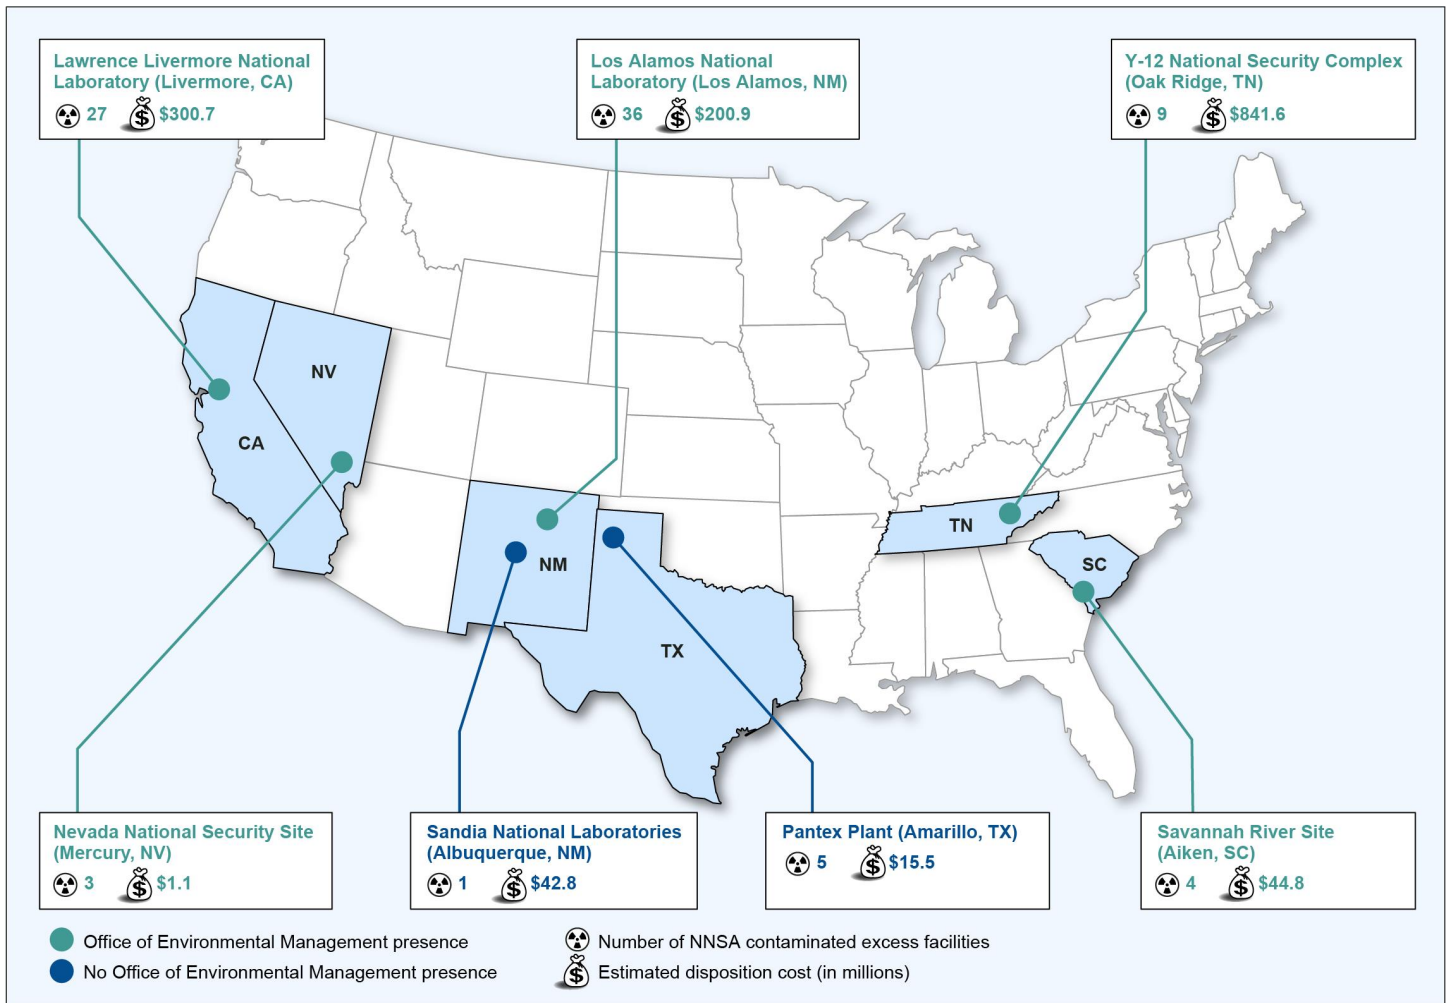 Lawrence Livermore National
Laboratory (Livermore, CA)
27 $ $300.7
Los Alamos National
Laboratory (Los Alamos, NM)
36 $ $200.9
Y-12 National Security Complex
(Oak Ridge, TN)
9 $ $841.6
NV
CA
NM
TX
TN
SC
Nevada National Security Site
(Mercury, NV)
3 $ $1.1
Sandia National Laboratories
(Albuquerque, NM)
1 $ $42.8
Pantex Plant (Amarillo, TX)
5 $ $15.5
Savannah River Site
(Aiken, SC)
4 $ $44.8
Office of Environmental Management presence
No Office of Environmental Management presence
Number of NNSA contaminated excess facilities
$ Estimated disposition cost (in millions)